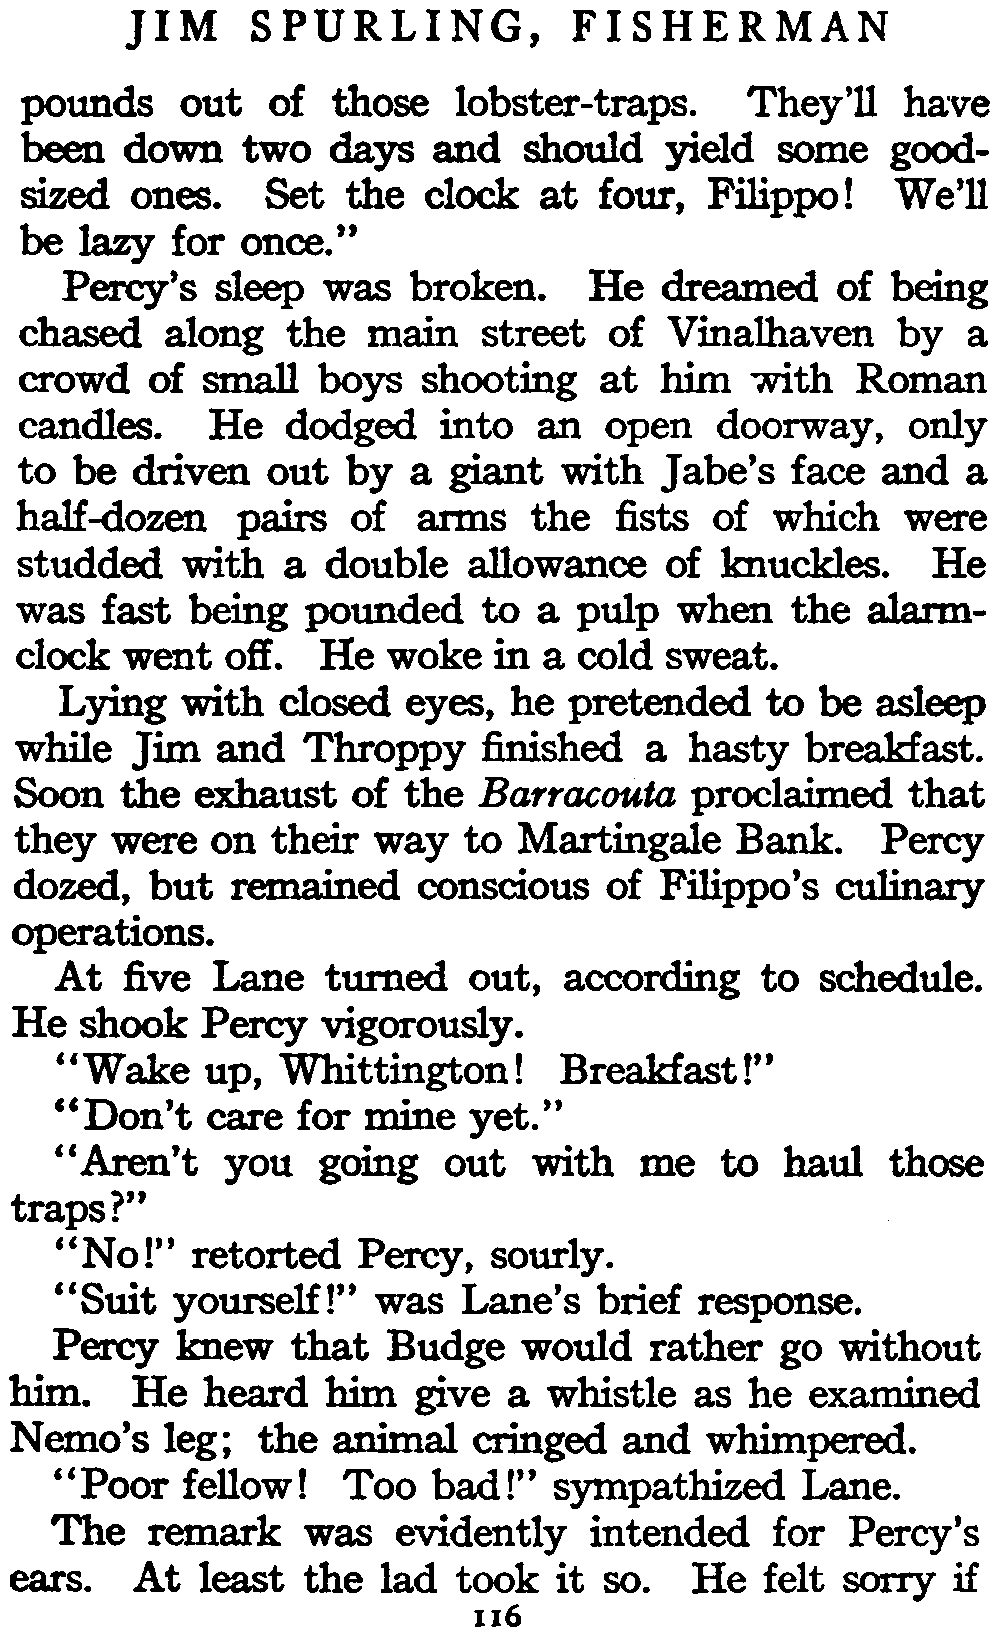 JIM SPURLING, FISHERMAN
pounds out of those lobster-traps. They'll have
been down two days and should yield some good-
sized ones. Set the clock at four, Filippo! We'll
be lazy for once."
Percy's sleep was broken. He dreamed of being
chased along the main street of Vinalhaven by a
crowd of small boys shooting at him with Roman
candles. He dodged into an open doorway, only
to be driven out by a giant with Jabe's face and a
half-dozen pairs of arms the fists of which were
studded with a double allowance of knuckles. He
was fast being pounded to a pulp when the alarm-
clock went off. He woke in a cold sweat.
Lying with closed eyes, he pretended to be asleep
while Jim and Throppy finished a hasty breakfast.
Soon the exhaust of the Barracouta proclaimed that
they were on their way to Martingale Bank. Percy
dozed, but remained conscious of Filippo's culinary
operations.
At five Lane turned out, according to schedule.
He shook Percy vigorously.
"Wake up, Whittington! Breakfast!"
"Don't care for mine yet."
"Aren't you going out with me to haul those
traps?"
"No!" retorted Percy, sourly.
"Suit yourself!" was Lane's brief response.
Percy knew that Budge would rather go without
him. He heard him give a whistle as he examined
Nemo's leg; the animal cringed and whimpered.
"Poor fellow! Too bad!" sympathized Lane.
The remark was evidently intended for Percy's
ears. At least the lad took it so. He felt sorry if
116